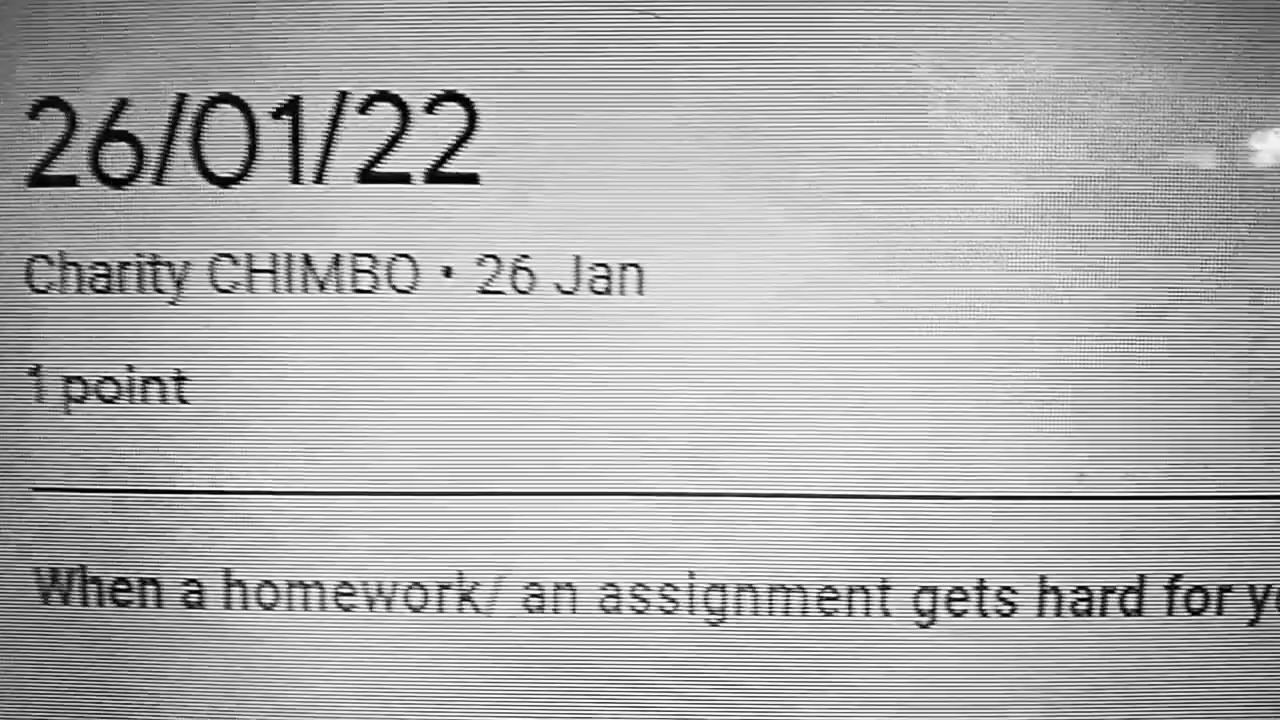 26/01/22
Charity CHIMBO • 26 Jan
1 point
When a homework/ an assignment gets hard for